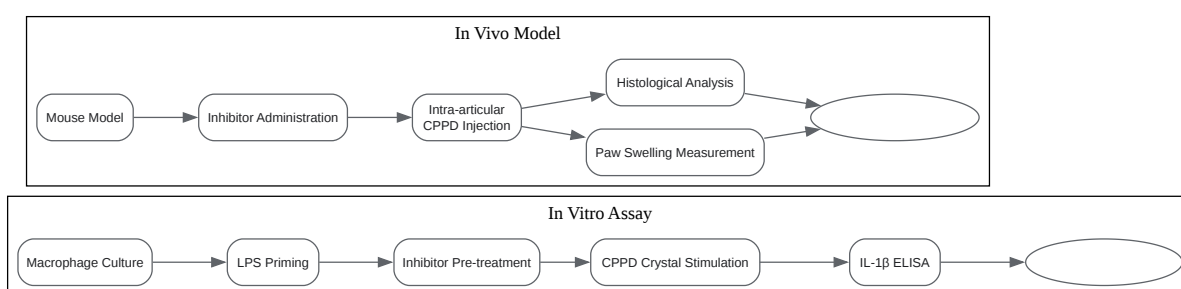 In Vivo Model
Mouse Model
Inhibitor Administration
Intra-articular
CPPD Injection
Histological Analysis
Paw Swelling Measurement
In Vitro Assay
Macrophage Culture
LPS Priming
Inhibitor Pre-treatment
CPPD Crystal Stimulation
IL-1β ELISA